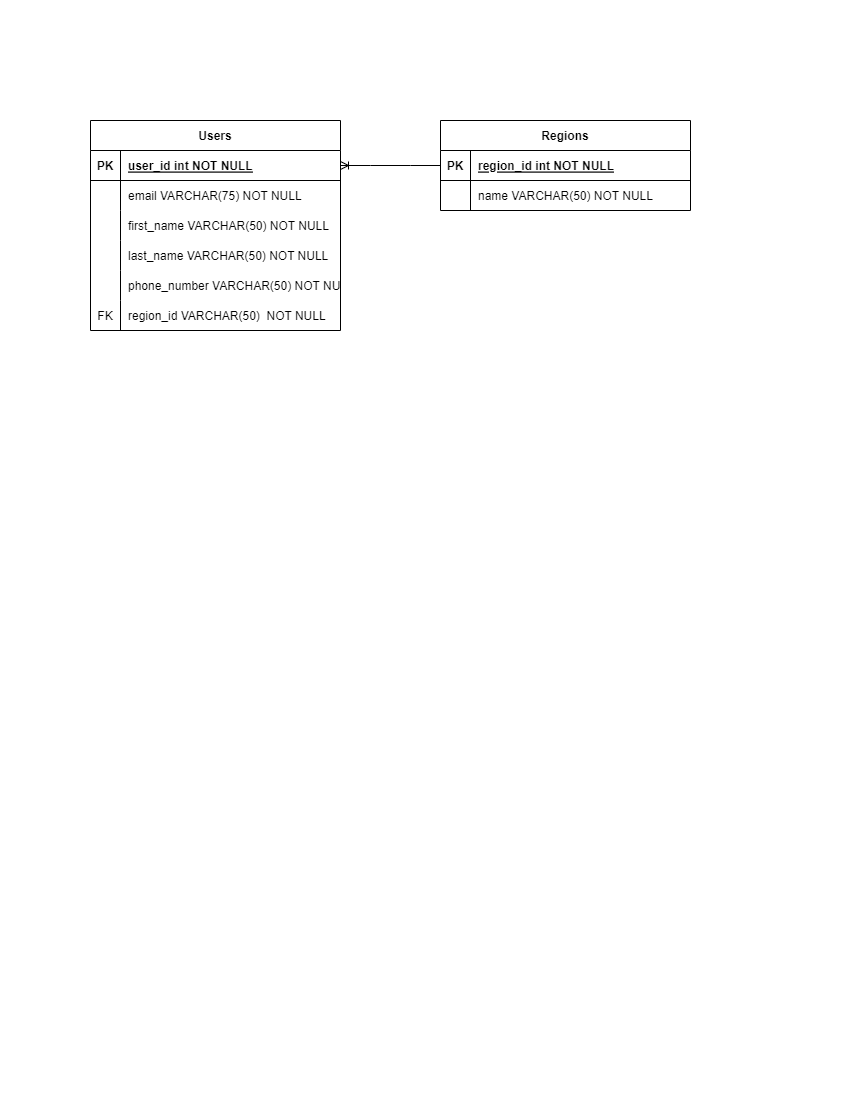 Users
PK user_id int NOT NULL
email VARCHAR(75) NOT NULL
first_name VARCHAR(50) NOT NULL
last_name VARCHAR(50) NOT NULL
phone_number VARCHAR(50) NOT NU
FK region_id VARCHAR(50)  NOT NULL
Regions
PK region_id int NOT NULL
name VARCHAR(50) NOT NULL